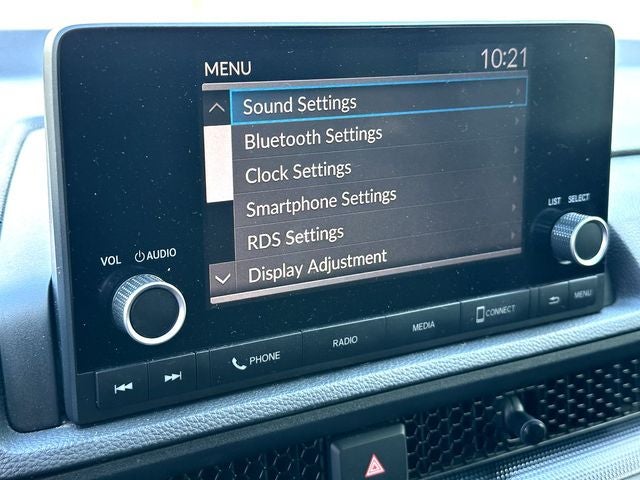 MENU 10:21
Sound Settings
Bluetooth Settings
Clock Settings
Smartphone Settings
RDS Settings
Display Adjustment
VOL AUDIO
LIST SELECT
PHONE RADIO MEDIA CONNECT MENU